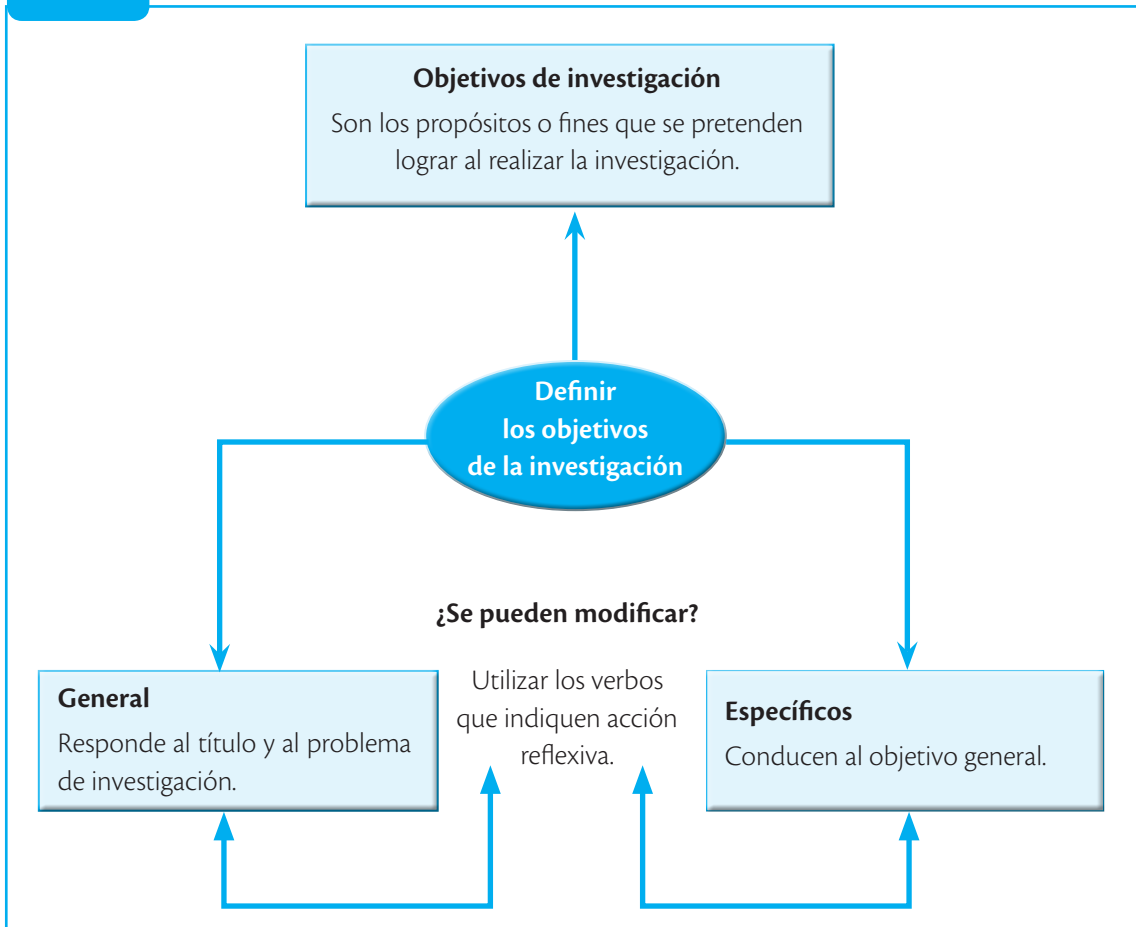 Objetivos de investigación
Son los propósitos o fines que se pretenden
lograr al realizar la investigación.
Definir
los objetivos
de la investigación
¿Se pueden modificar?
General
Responde al título y al problema
de investigación.
Utilizar los verbos
que indiquen acción
reflexiva.
Específicos
Conducen al objetivo general.